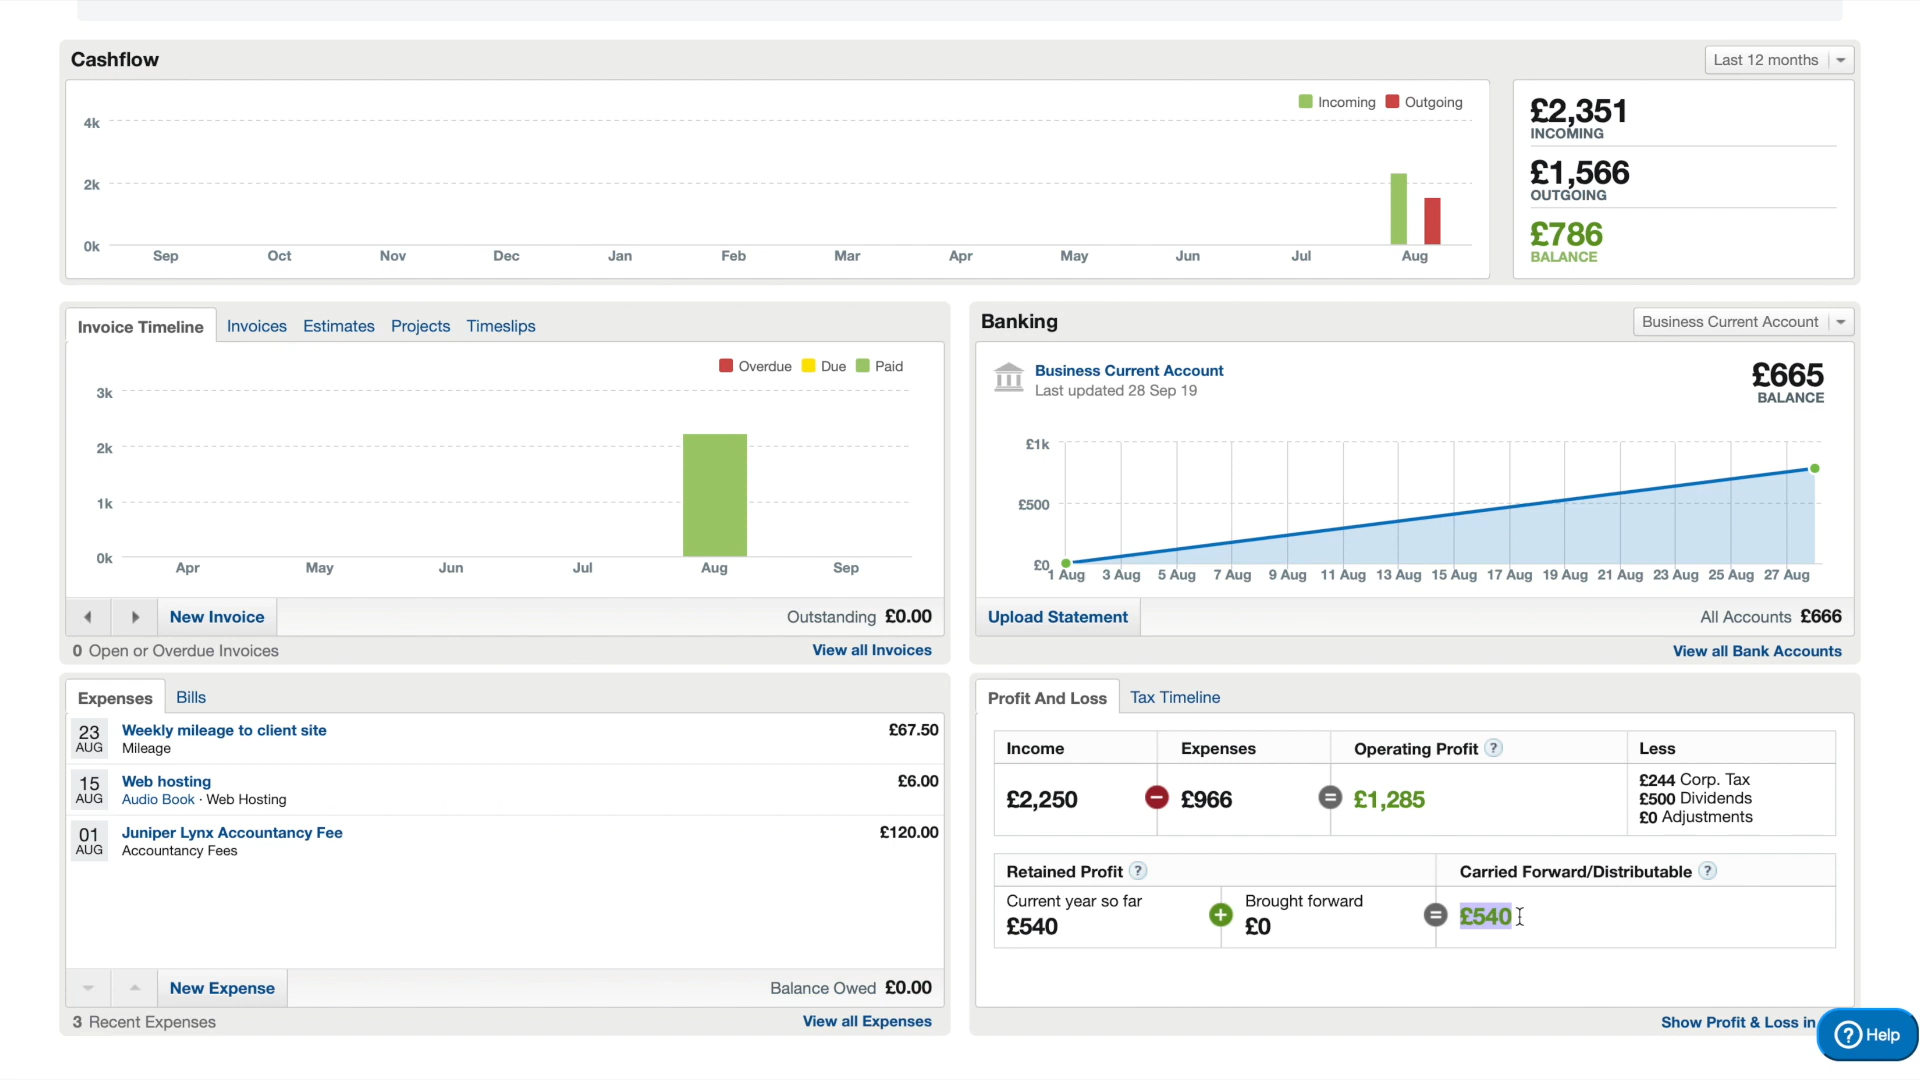 Cashflow
Last 12 months
Incoming Outgoing
4k
2k
0k
Sep Oct Nov Dec Jan Feb Mar Apr May Jun Jul Aug
£2,351
INCOMING
£1,566
OUTGOING
£786
BALANCE
Invoice Timeline Invoices Estimates Projects Timeslips
Overdue Due Paid
3k
2k
1k
0k
Apr May Jun Jul Aug Sep
New Invoice Outstanding £0.00
0 Open or Overdue Invoices View all Invoices
Banking
Business Current Account
Business Current Account
Last updated 28 Sep 19
£665
BALANCE
£1k
£500
£0
1 Aug 3 Aug 5 Aug 7 Aug 9 Aug 11 Aug 13 Aug 15 Aug 17 Aug 19 Aug 21 Aug 23 Aug 25 Aug 27 Aug
Upload Statement All Accounts £666
View all Bank Accounts
Expenses Bills
23 AUG
Weekly mileage to client site £67.50
Mileage
15 AUG
Web hosting £6.00
Audio Book · Web Hosting
01 AUG
Juniper Lynx Accountancy Fee £120.00
Accountancy Fees
New Expense Balance Owed £0.00
3 Recent Expenses View all Expenses
Profit And Loss Tax Timeline
Income Expenses Operating Profit ? Less
£2,250 £966 £1,285
£244 Corp. Tax
£500 Dividends
£0 Adjustments
Retained Profit ? Carried Forward/Distributable ?
Current year so far Brought forward
£540 £0 £540
Show Profit & Loss in
? Help